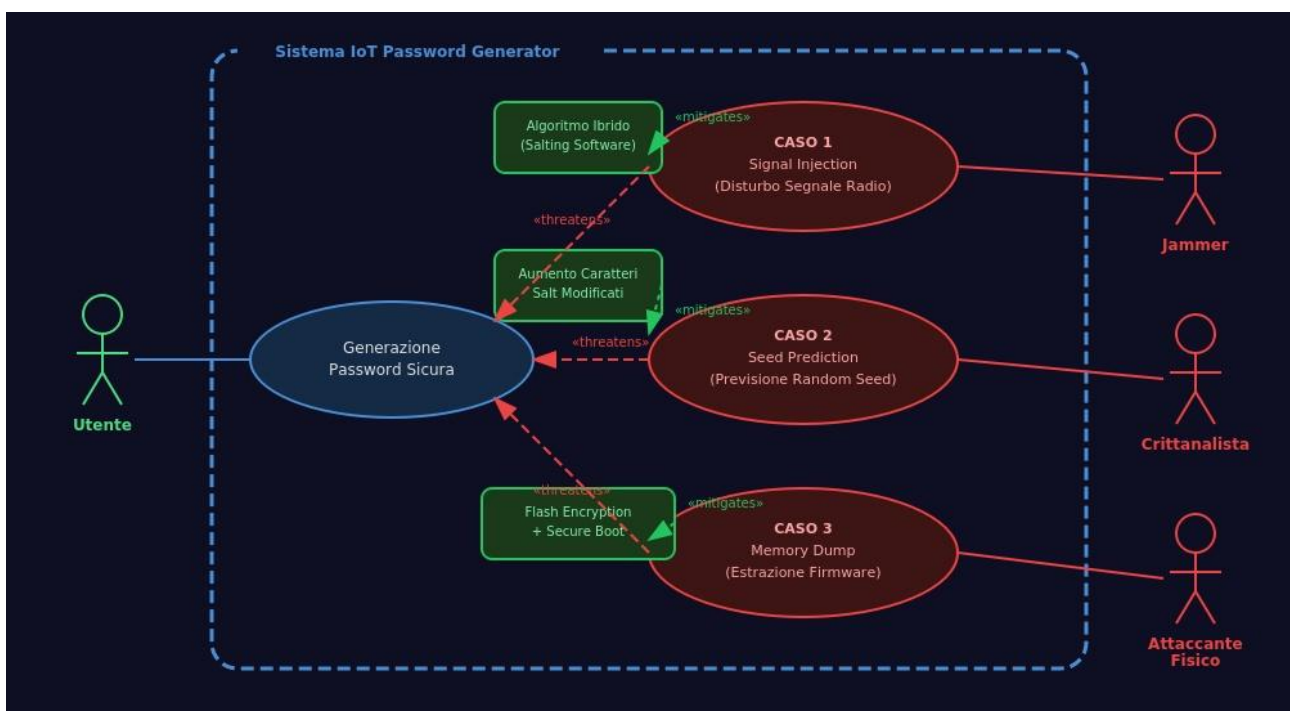 Sistema IoT Password Generator
Algoritmo Ibrido
(Salting Software)
«mitigates»
CASO 1
Signal Injection
(Disturbo Segnale Radio)
Jammer
«threatens»
Aumento Caratteri
Salt Modificati
«mitigates»
CASO 2
Seed Prediction
(Previsione Random Seed)
Crittanalista
«threatens»
Generazione
Password Sicura
Utente
«threatens»
Flash Encryption
+ Secure Boot
«mitigates»
CASO 3
Memory Dump
(Estrazione Firmware)
Attaccante
Fisico